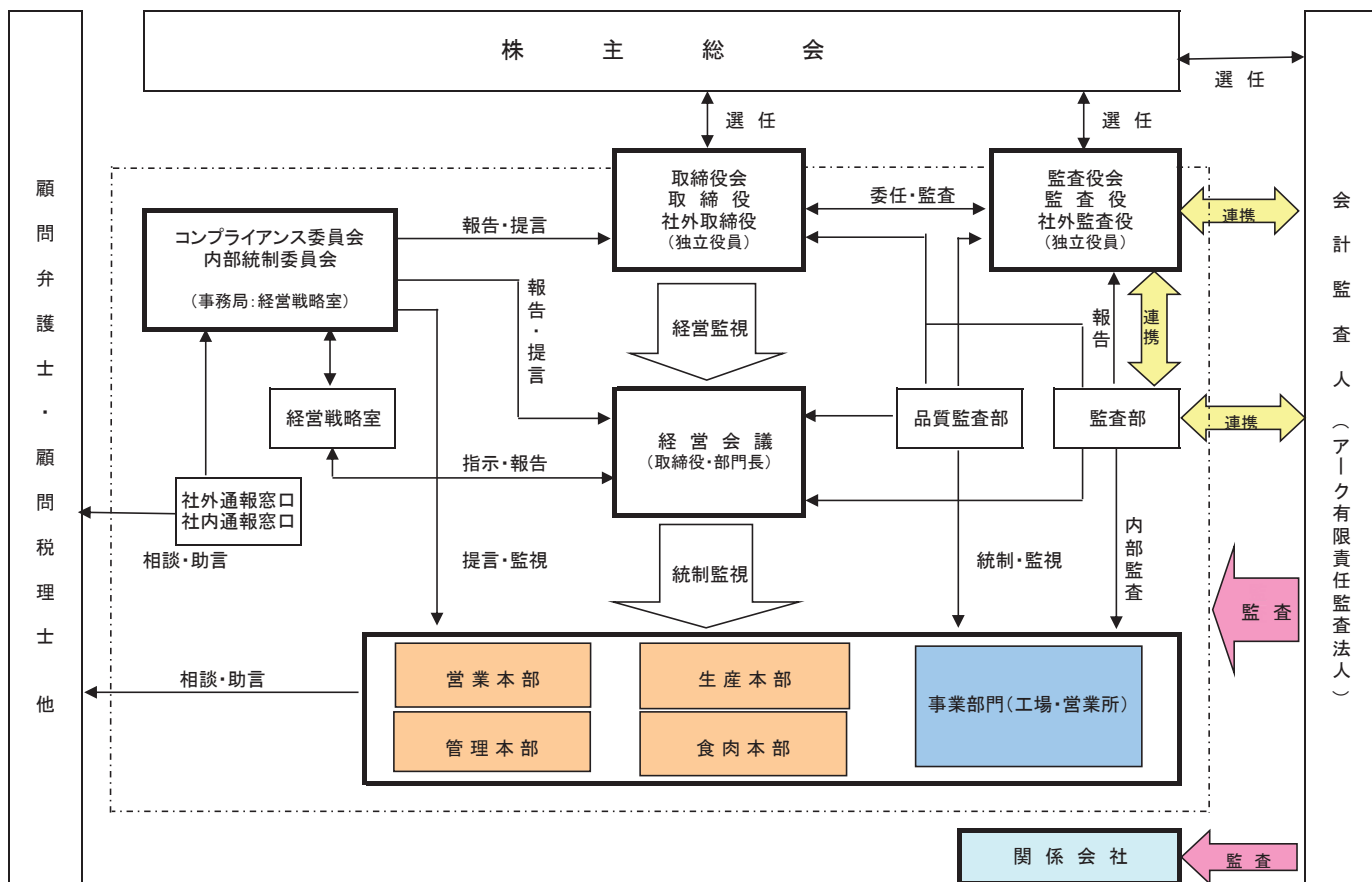 株主総会
選任
選任
選任
顧問弁護士・顧問税理士 他
会計監査人(アーク有限責任監査法人)
取締役会
取締役
社外取締役
(独立役員)
委任・監査
監査役会
監査役
社外監査役
(独立役員)
連携
コンプライアンス委員会
内部統制委員会
(事務局:経営戦略室)
報告・提言
報告・提言
経営監視
報告
連携
経営戦略室
経営会議
(取締役・部門長)
品質監査部
監査部
連携
指示・報告
社外通報窓口
社内通報窓口
相談・助言
提言・監視
統制監視
統制・監視
内部監査
監査
相談・助言
営業本部
生産本部
事業部門(工場・営業所)
管理本部
食肉本部
関係会社
監査